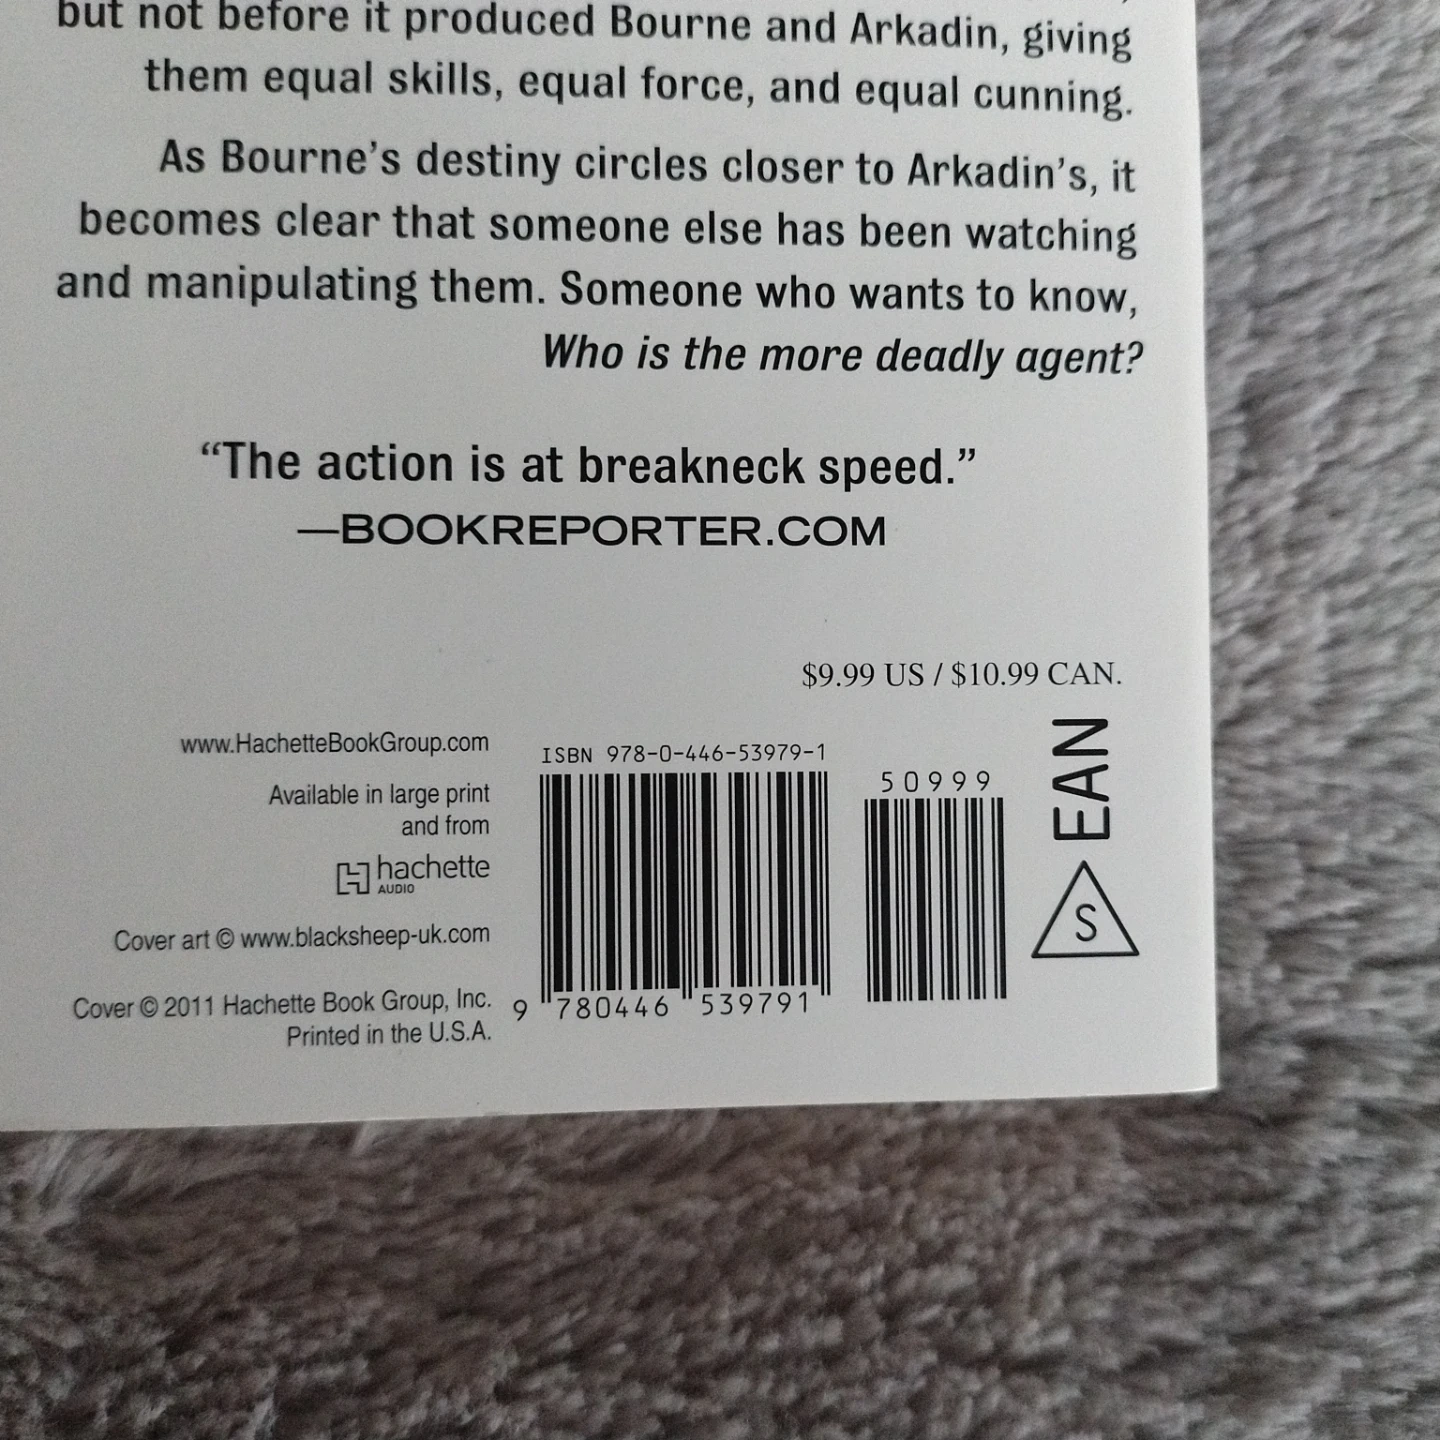 but not before it produced Bourne and Arkadin, giving
them equal skills, equal force, and equal cunning.
As Bourne's destiny circles closer to Arkadin's, it
becomes clear that someone else has been watching
and manipulating them. Someone who wants to know,
Who is the more deadly agent?
“The action is at breakneck speed.”
—BOOKREPORTER.COM
$9.99 US / $10.99 CAN.
www.HachetteBookGroup.com
Available in large print
and from
hachette
AUDIO
Cover art © www.blacksheep-uk.com
Cover © 2011 Hachette Book Group, Inc.
Printed in the U.S.A.
ISBN 978-0-446-53979-1
9 780446 539791
50999
EAN
S